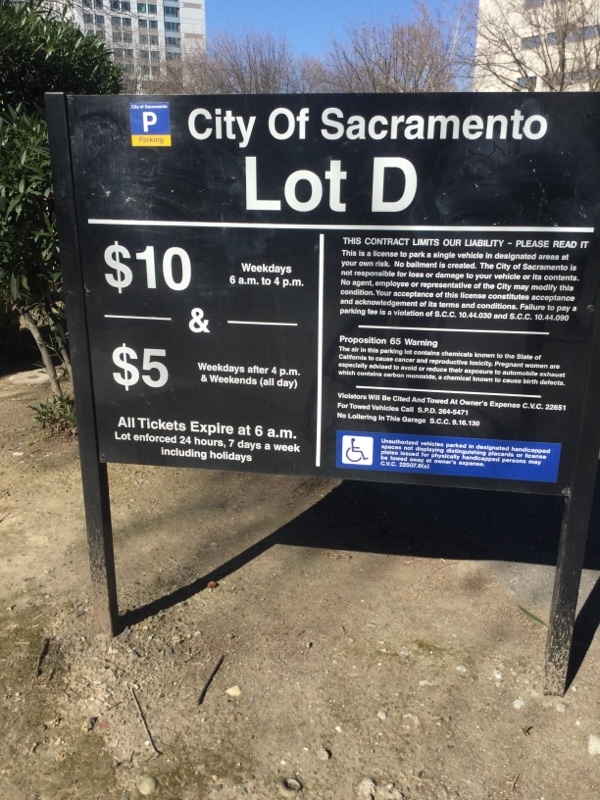 City of Sacramento
P
Parking
City Of Sacramento
Lot D
$10
Weekdays
6 a.m. to 4 p.m.
&
$5
Weekdays after 4 p.m.
& Weekends (all day)
All Tickets Expire at 6 a.m.
Lot enforced 24 hours, 7 days a week
including holidays
THIS CONTRACT LIMITS OUR LIABILITY - PLEASE READ IT
This is a license to park a single vehicle in designated areas at
your own risk. No bailment is created. The City of Sacramento is
not responsible for loss or damage to your vehicle or its contents.
No agent, employee or representative of the City may modify this
condition. Your acceptance of this license constitutes acceptance
and acknowledgement of its terms and conditions. Failure to pay a
parking fee is a violation of S.C.C. 10.44.030 and S.C.C. 10.44.090
Proposition 65 Warning
The air in this parking lot contains chemicals known to the State of
California to cause cancer and reproductive toxicity. Pregnant women are
especially advised to avoid or reduce their exposure to automobile exhaust
which contains carbon monoxide, a chemical known to cause birth defects.
Violators Will Be Cited And Towed At Owner's Expense C.V.C. 22651
For Towed Vehicles Call S.P.D. 264-5471
No Loitering In This Garage S.C.C. 9.16.130
Unauthorized vehicles parked in designated handicapped
spaces not displaying distinguishing placards or license
plates issued for physically handicapped persons may
be towed away at owner's expense.
C.V.C. 22507.8(a)